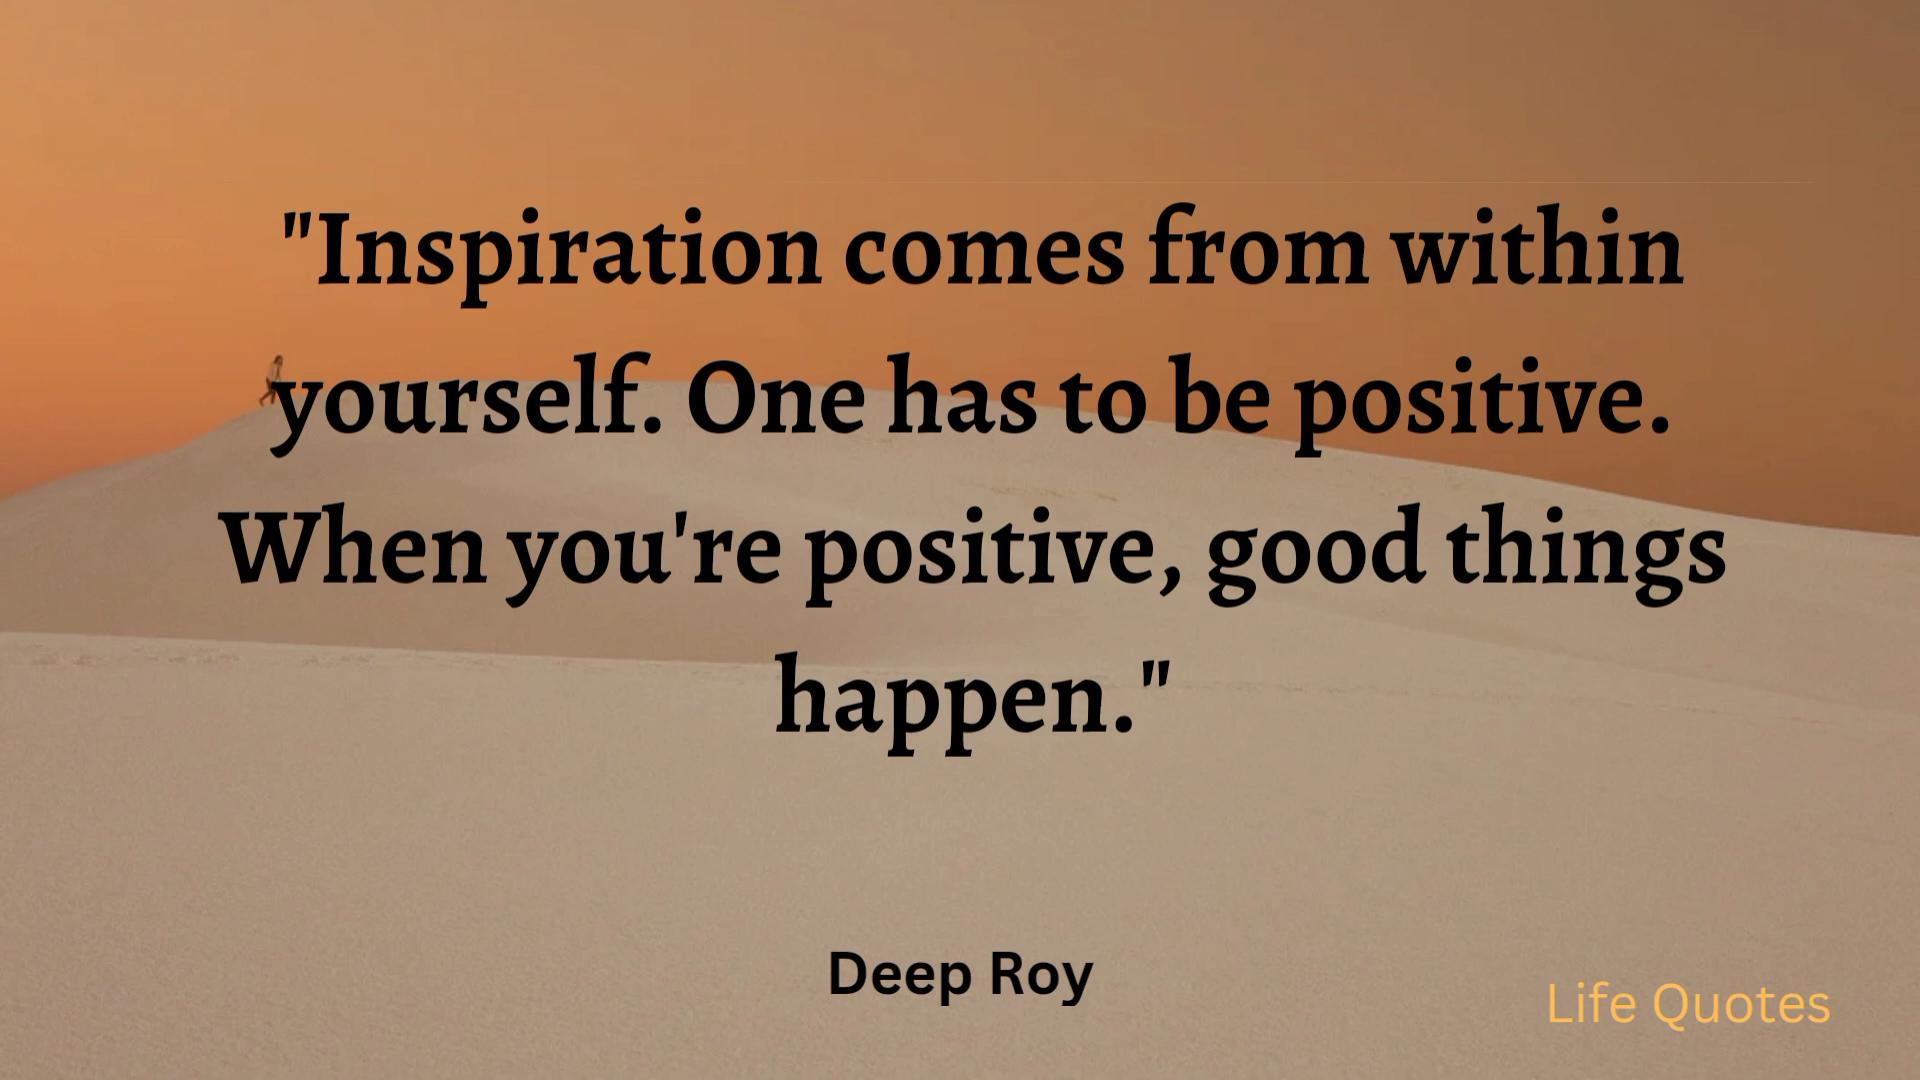 "Inspiration comes from within
yourself. One has to be positive.
When you're positive, good things
happen."
Deep Roy
Life Quotes